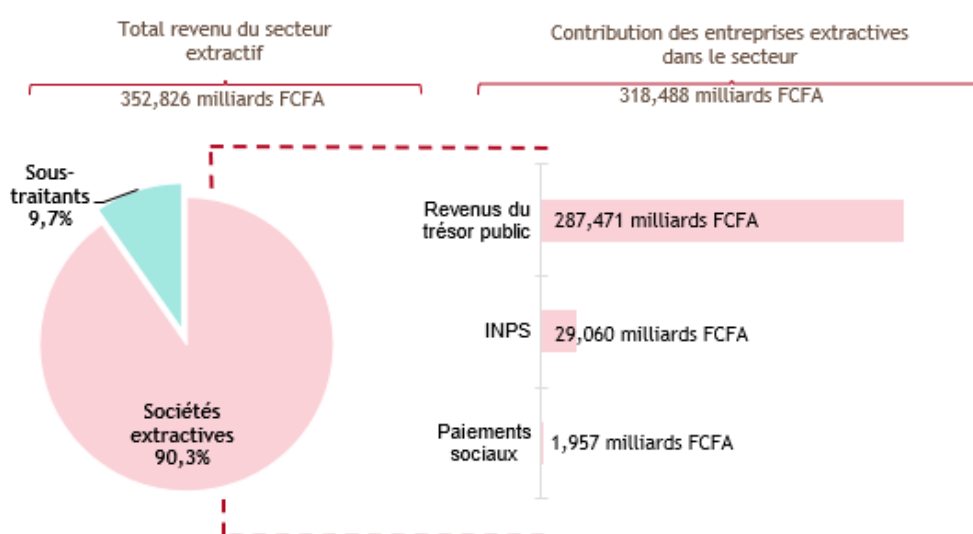 Total revenu du secteur
extractif
352,826 milliards FCFA
Contribution des entreprises extractives
dans le secteur
318,488 milliards FCFA
Sous-
traitants
9,7%
Sociétés
extractives
90,3%
Revenus du
trésor public
287,471 milliards FCFA
INPS
29,060 milliards FCFA
Paiements
sociaux
1,957 milliards FCFA